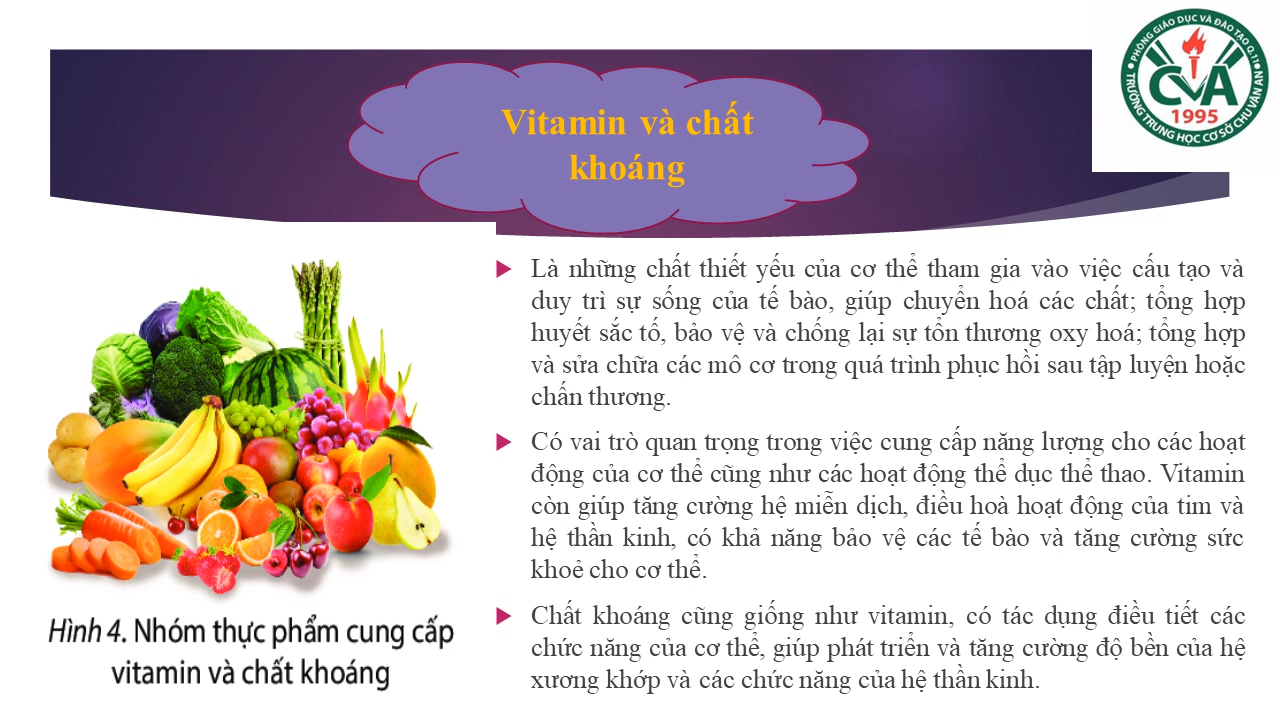 PHÒNG GIÁO DỤC VÀ ĐÀO TẠO Q.11
TRƯỜNG TRUNG HỌC CƠ SỞ CHU VĂN AN
CVA
1995
Vitamin và chất
khoáng
Là những chất thiết yếu của cơ thể tham gia vào việc cấu tạo và
duy trì sự sống của tế bào, giúp chuyển hoá các chất; tổng hợp
huyết sắc tố, bảo vệ và chống lại sự tổn thương oxy hoá; tổng hợp
và sửa chữa các mô cơ trong quá trình phục hồi sau tập luyện hoặc
chấn thương.
Có vai trò quan trọng trong việc cung cấp năng lượng cho các hoạt
động của cơ thể cũng như các hoạt động thể dục thể thao. Vitamin
còn giúp tăng cường hệ miễn dịch, điều hoà hoạt động của tim và
hệ thần kinh, có khả năng bảo vệ các tế bào và tăng cường sức
khoẻ cho cơ thể.
Chất khoáng cũng giống như vitamin, có tác dụng điều tiết các
chức năng của cơ thể, giúp phát triển và tăng cường độ bền của hệ
xương khớp và các chức năng của hệ thần kinh.
Hình 4. Nhóm thực phẩm cung cấp
vitamin và chất khoáng